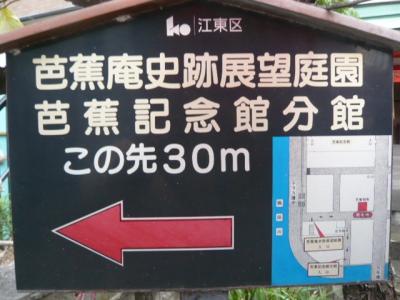 江東区
芭蕉庵史跡展望庭園
芭蕉記念館分館
この先30m